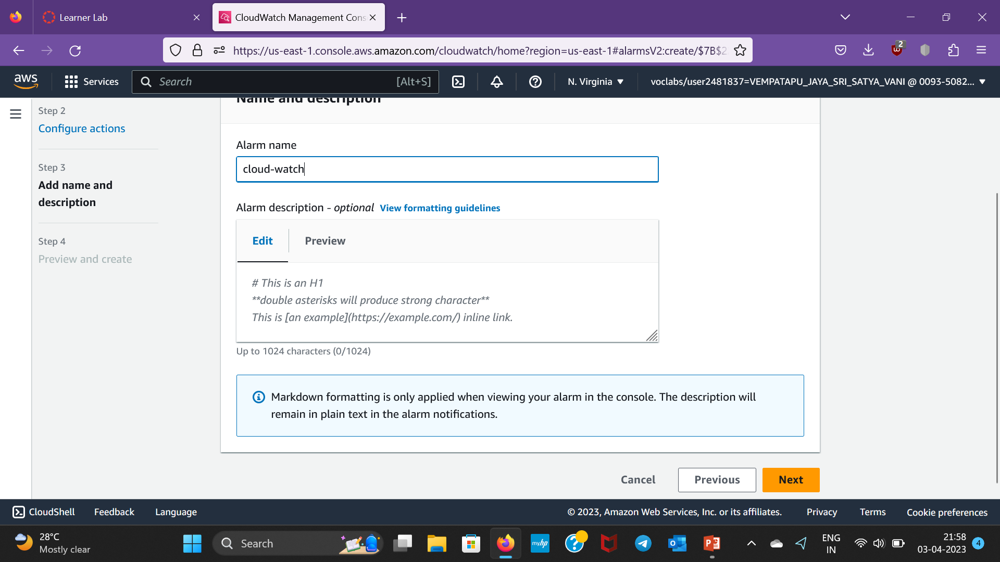 Learner Lab
CloudWatch Management Cons
https://us-east-1.console.aws.amazon.com/cloudwatch/home?region=us-east-1#alarmsV2:create/$7B$2
2
aws
Services
Search
[Alt+S]
N. Virginia
voclabs/user2481837=VEMPATAPU_JAYA_SRI_SATYA_VANI @ 0093-5082...
Name and description
Step 2
Configure actions
Step 3
Add name and
description
Step 4
Preview and create
Alarm name
cloud-watch
Alarm description - optional View formatting guidelines
Edit
Preview
# This is an H1
**double asterisks will produce strong character**
This is [an example](https://example.com/) inline link.
Up to 1024 characters (0/1024)
Markdown formatting is only applied when viewing your alarm in the console. The description will
remain in plain text in the alarm notifications.
Cancel
Previous
Next
CloudShell
Feedback
Language
© 2023, Amazon Web Services, Inc. or its affiliates.
Privacy
Terms
Cookie preferences
28°C
Mostly clear
Search
myhp
ENG
IN
21:58
03-04-2023
4